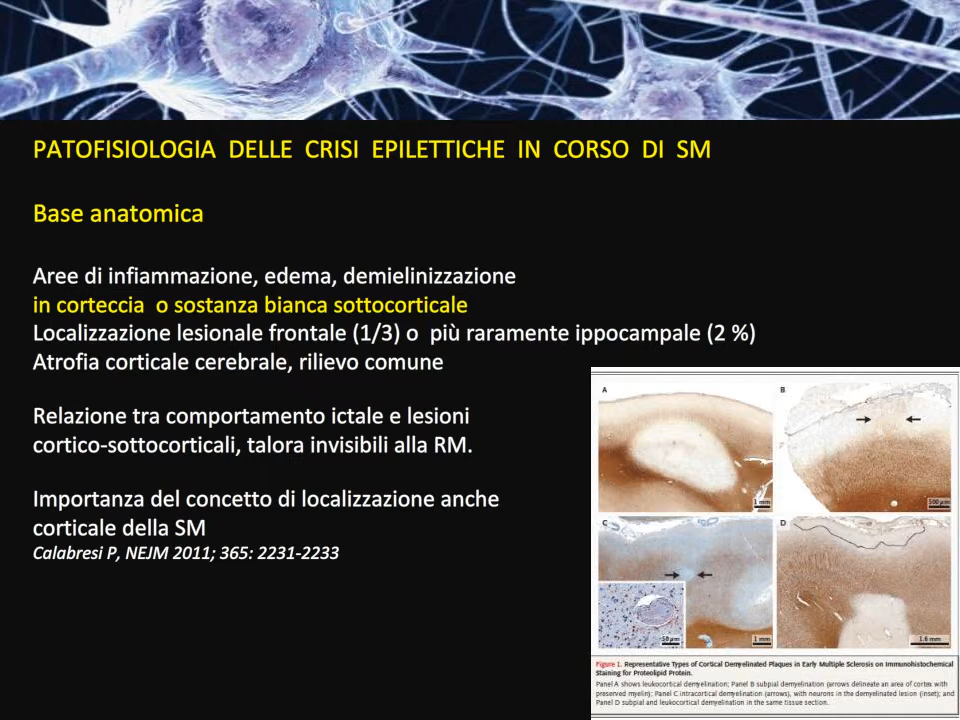 PATOFISIOLOGIA DELLE CRISI EPILETTICHE IN CORSO DI SM
Base anatomica
Aree di infiammazione, edema, demielinizzazione
in corteccia o sostanza bianca sottocorticale
Localizzazione lesionale frontale (1/3) o più raramente ippocampale (2 %)
Atrofia corticale cerebrale, rilievo comune
Relazione tra comportamento ictale e lesioni
cortico-sottocorticali, talora invisibili alla RM.
Importanza del concetto di localizzazione anche
corticale della SM
Calabresi P, NEJM 2011; 365: 2231-2233
A
B
1 mm
500 μm
C
D
50 μm
1 mm
1.6 mm
Figure 1. Representative Types of Cortical Demyelinated Plaques in Early Multiple Sclerosis on Immunohistochemical
Staining for Proteolipid Protein.
Panel A shows leukocortical demyelination; Panel B subpial demyelination (arrows delineate an area of cortex with
preserved myelin); Panel C intracortical demyelination (arrows), with neurons in the demyelinated lesion (inset); and
Panel D subpial and leukocortical demyelination in the same tissue section.